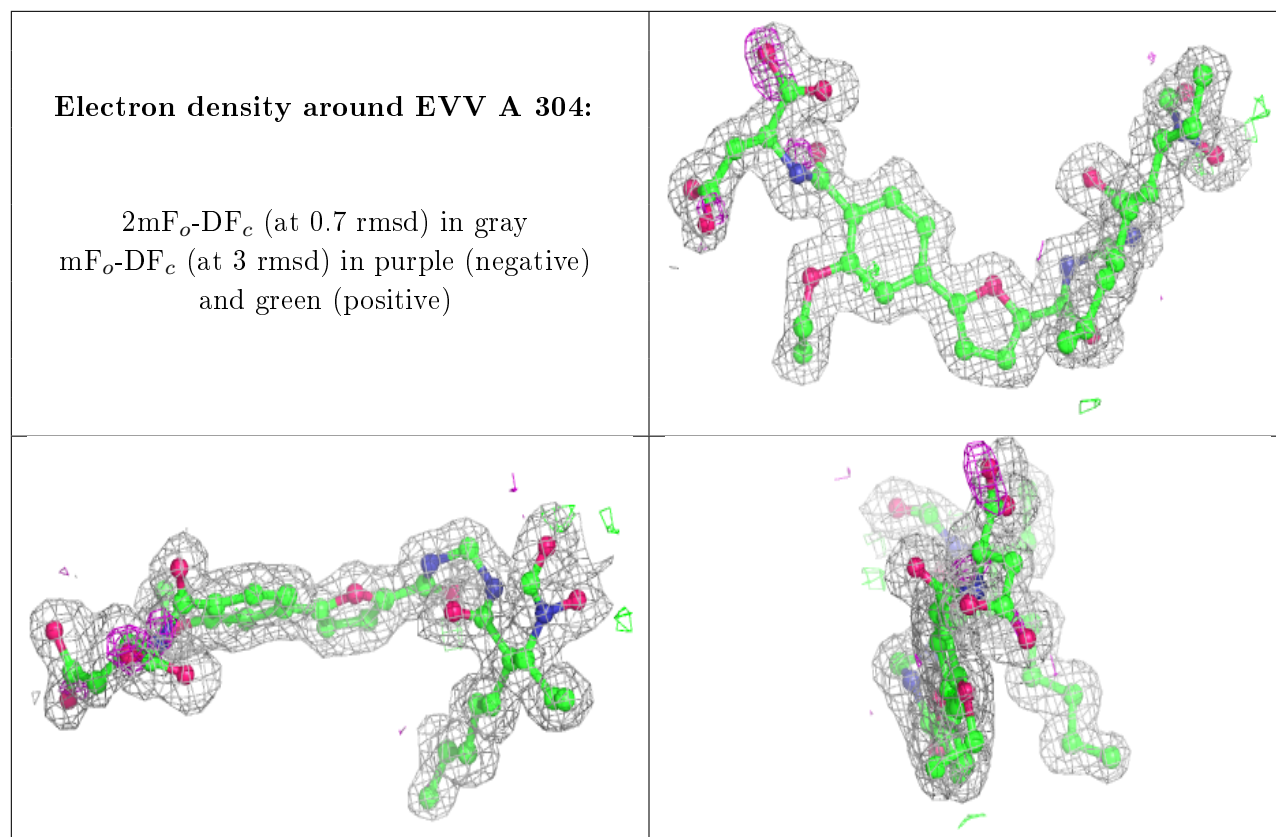 Electron density around EVV A 304:
2mFₒ-DF𝒸 (at 0.7 rmsd) in gray
mFₒ-DF𝒸 (at 3 rmsd) in purple (negative)
and green (positive)